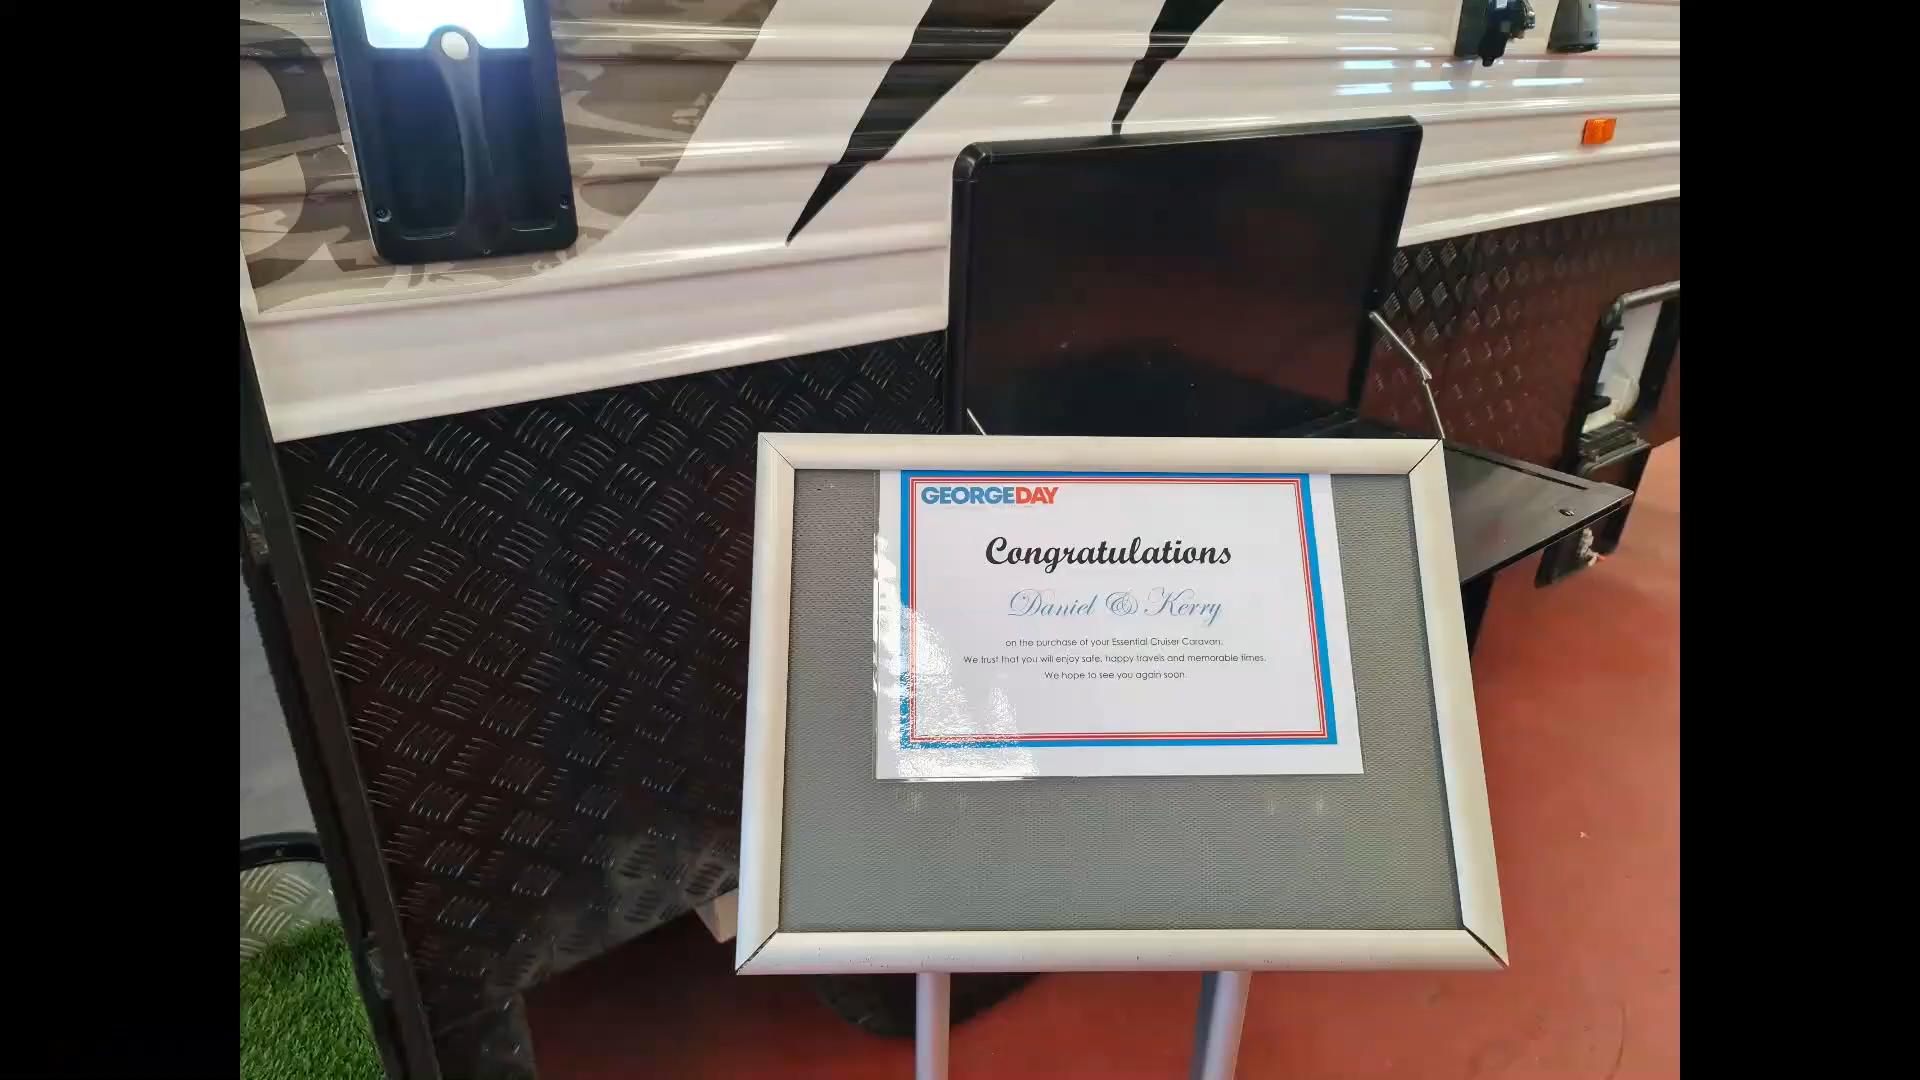 GEORGEDAY
Congratulations
Daniel & Kerry
on the purchase of your Essential Cruiser Caravan.
We trust that you will enjoy safe, happy travels and memorable times.
We hope to see you again soon.